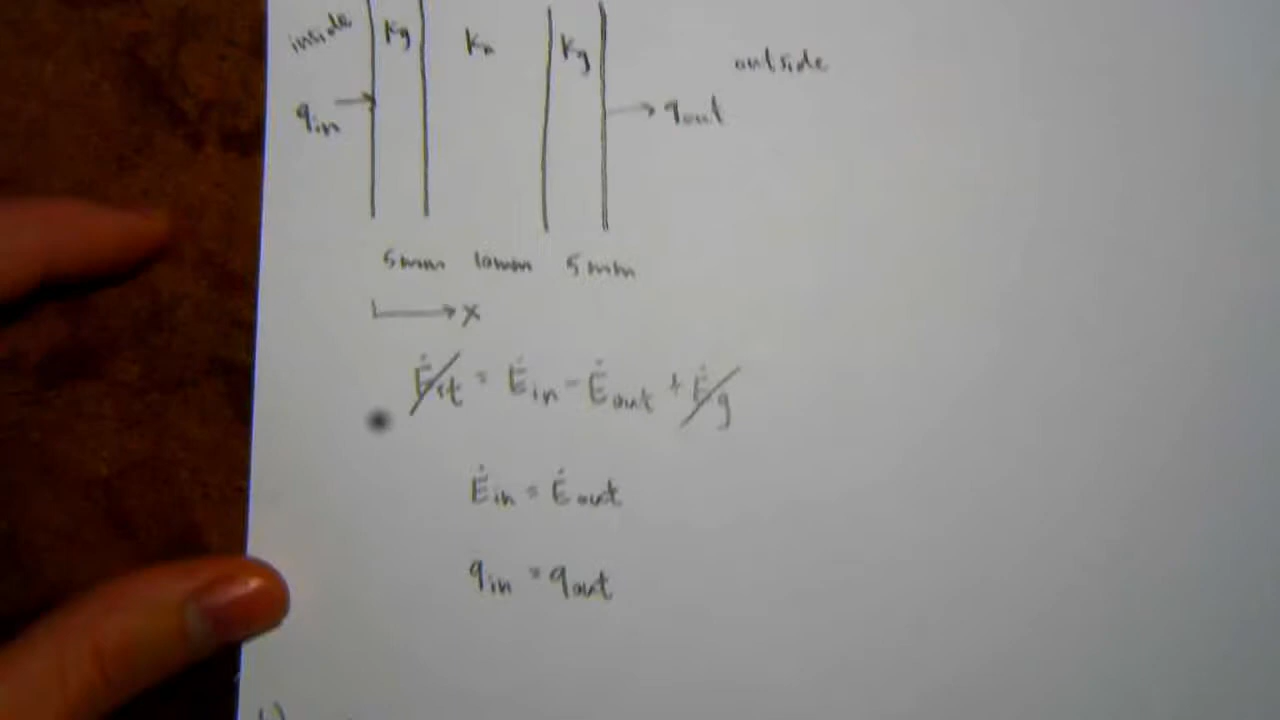 inside kg ka kg outside
qin qout
5mm 10mm 5mm
x
Ėst = Ėin - Ėout + Ėg
Ėin = Ėout
qin = qout